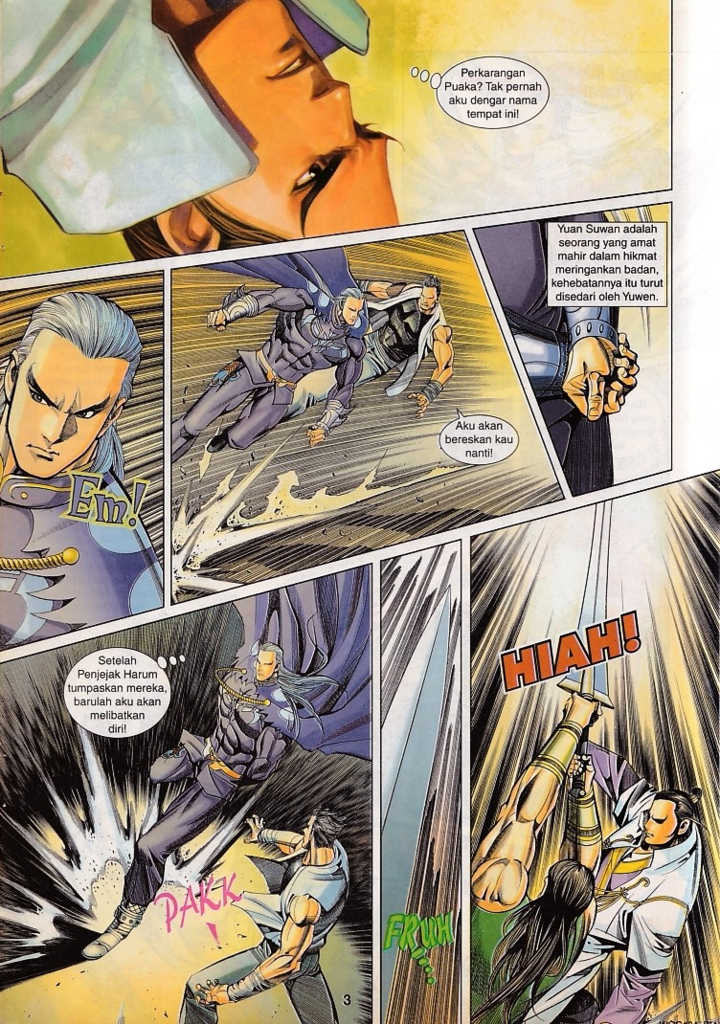 Perkarangan
Puaka? Tak pernah
aku dengar nama
tempat ini!
Yuan Suwan adalah
seorang yang amat
mahir dalam hikmat
meringankan badan,
kehebatannya itu turut
disedari oleh Yuwen.
Em!
Aku akan
bereskan kau
nanti!
Setelah
Penjejak Harum
tumpaskan mereka,
barulah aku akan
melibatkan
diri!
PAKK
!
FRUH
HIAH!
3